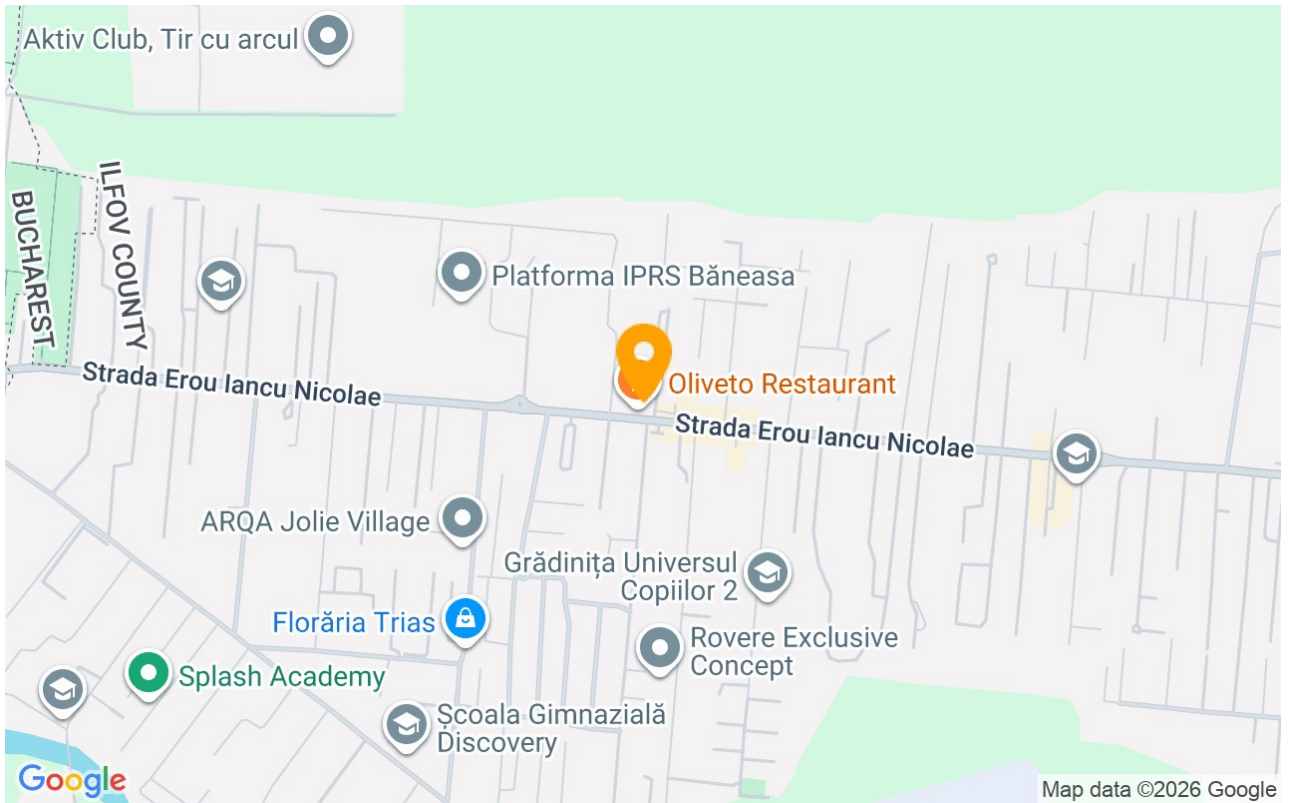 Aktiv Club, Tir cu arcul
BUCHAREST
ILFOV COUNTY
Platforma IPRS Băneasa
Strada Erou Iancu Nicolae
Oliveto Restaurant
Strada Erou Iancu Nicolae
ARQA Jolie Village
Grădinița Universul
Copiilor 2
Florăria Trias
Rovere Exclusive
Concept
Splash Academy
Școala Gimnazială
Discovery
Google
Map data ©2026 Google